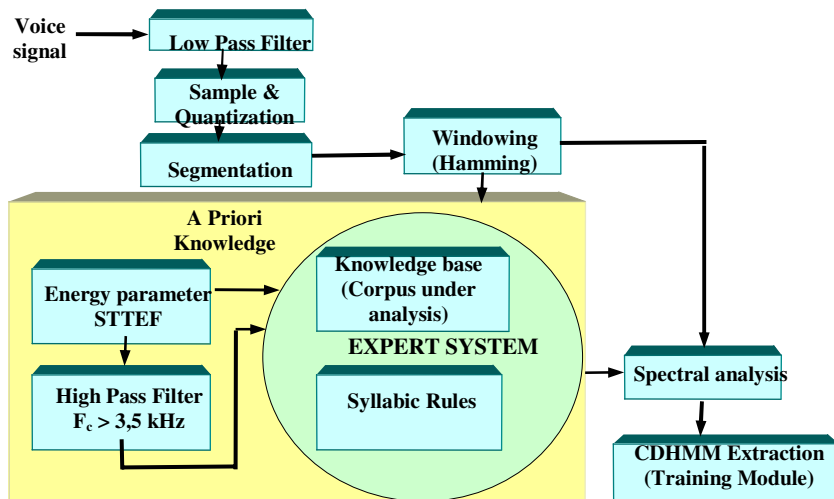 Voice
signal
Low Pass Filter
Sample &
Quantization
Segmentation
Windowing
(Hamming)
A Priori
Knowledge
Energy parameter
STTEF
High Pass Filter
Fc > 3,5 kHz
Knowledge base
(Corpus under
analysis)
EXPERT SYSTEM
Syllabic Rules
Spectral analysis
CDHMM Extraction
(Training Module)